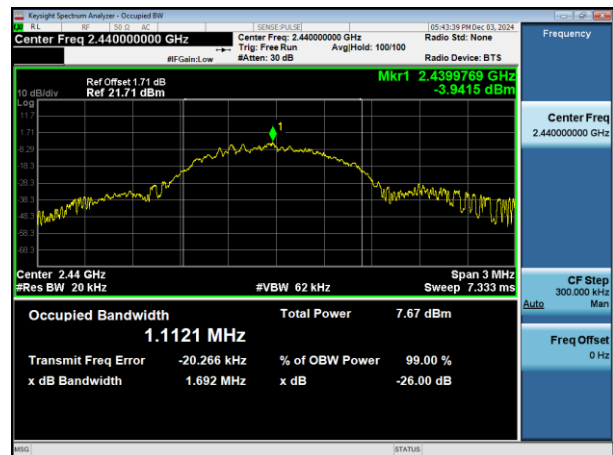 Keysight Spectrum Analyzer - Occupied BW
RL RF 50 Ω AC SENSE:PULSE 05:43:39 PM Dec 03, 2024
Center Freq 2.440000000 GHz Center Freq: 2.440000000 GHz Radio Std: None
Trig: Free Run Avg|Hold: 100/100
#IFGain:Low #Atten: 30 dB Radio Device: BTS
Ref Offset 1.71 dB Mkr1 2.4399769 GHz
10 dB/div Ref 21.71 dBm -3.9415 dBm
Log
11.7
1.71
-8.29
-18.3
-28.3
-38.3
-48.3
-58.3
-68.3
1
Center 2.44 GHz Span 3 MHz
#Res BW 20 kHz #VBW 62 kHz Sweep 7.333 ms
Occupied Bandwidth Total Power 7.67 dBm
1.1121 MHz
Transmit Freq Error -20.266 kHz % of OBW Power 99.00 %
x dB Bandwidth 1.692 MHz x dB -26.00 dB
MSG STATUS
Frequency
Center Freq
2.440000000 GHz
CF Step
300.000 kHz
Auto Man
Freq Offset
0 Hz